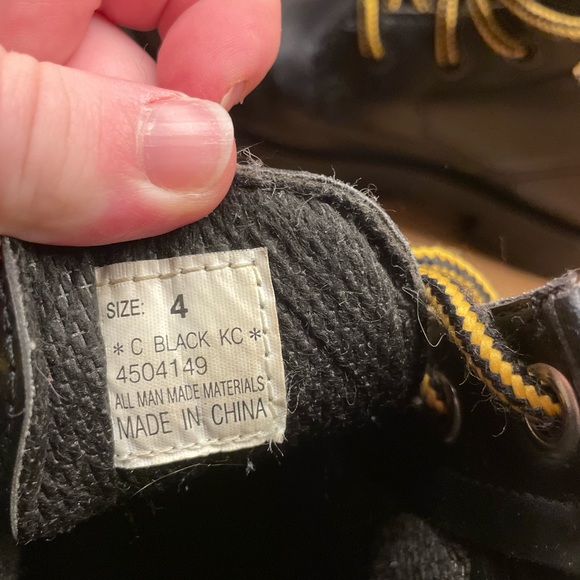 SIZE: 4
* C BLACK KC *
4504149
ALL MAN MADE MATERIALS
MADE IN CHINA